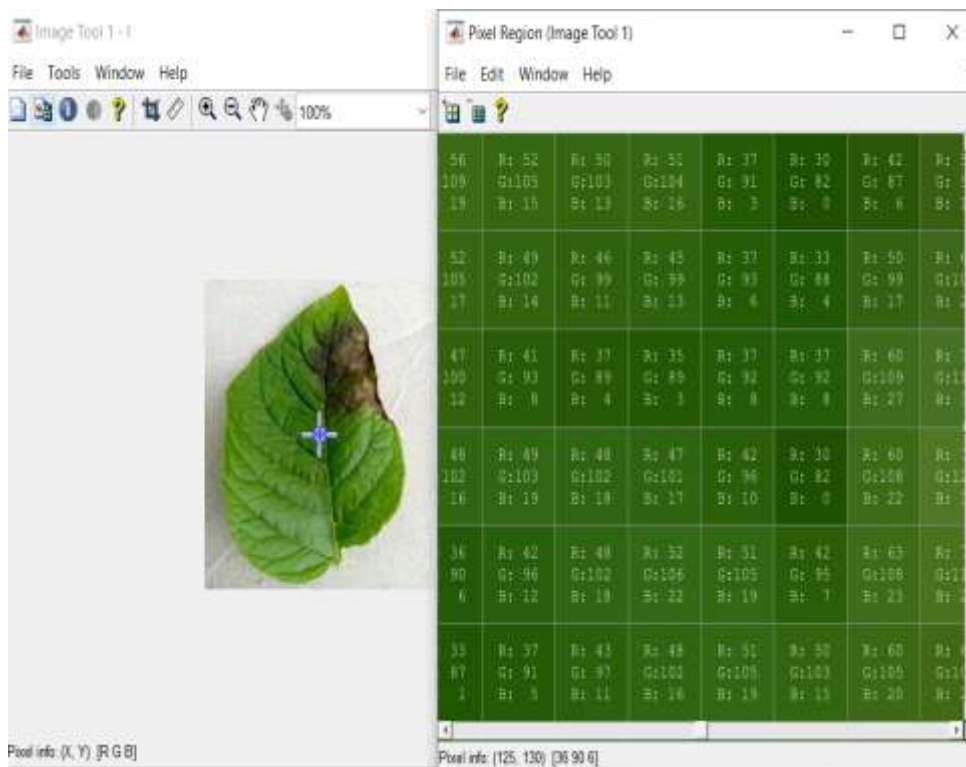 Image Tool 1 - I
File Tools Window Help
100%
Pixel info: (X, Y) [R G B]
Pixel Region (Image Tool 1)
File Edit Window Help
56 R: 52 R: 50 R: 51 R: 37 R: 30 R: 42 R:
109 G:105 G:103 G:104 G: 91 G: 82 G: 87 G:
19 B: 15 B: 13 B: 16 B: 3 B: 0 B: 6 B:
52 R: 49 R: 46 R: 45 R: 37 R: 33 R: 50 R:
105 G:102 G: 99 G: 99 G: 93 G: 88 G: 99
17 B: 14 B: 11 B: 13 B: 6 B: 4 B: 17 B:
47 R: 41 R: 37 R: 35 R: 37 R: 37 R: 60 R:
100 G: 93 G: 89 G: 89 G: 92 G: 92 G:109
12 B: 8 B: 4 B: 3 B: 8 B: 8 B: 27 B:
48 R: 49 R: 48 R: 47 R: 42 R: 30 R: 60 R:
102 G:103 G:102 G:101 G: 96 G: 82 G:108
16 B: 19 B: 18 B: 17 B: 10 B: 0 B: 22 B:
36 R: 42 R: 48 R: 52 R: 51 R: 42 R: 63 R:
90 G: 96 G:102 G:106 G:105 G: 95 G:108
6 B: 12 B: 18 B: 22 B: 19 B: 7 B: 23 B:
33 R: 37 R: 43 R: 48 R: 51 R: 50 R: 60 R:
87 G: 91 G: 97 G:102 G:105 G:103 G:105
1 B: 5 B: 11 B: 16 B: 19 B: 15 B: 20 B:
Pixel info: (125, 130) [36 90 6]